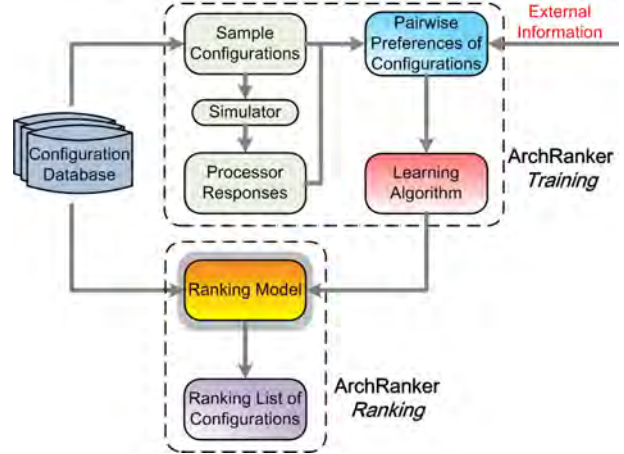 External
Information
Sample
Configurations
Pairwise
Preferences of
Configurations
Simulator
Configuration
Database
Processor
Responses
Learning
Algorithm
ArchRanker
Training
Ranking Model
Ranking List of
Configurations
ArchRanker
Ranking